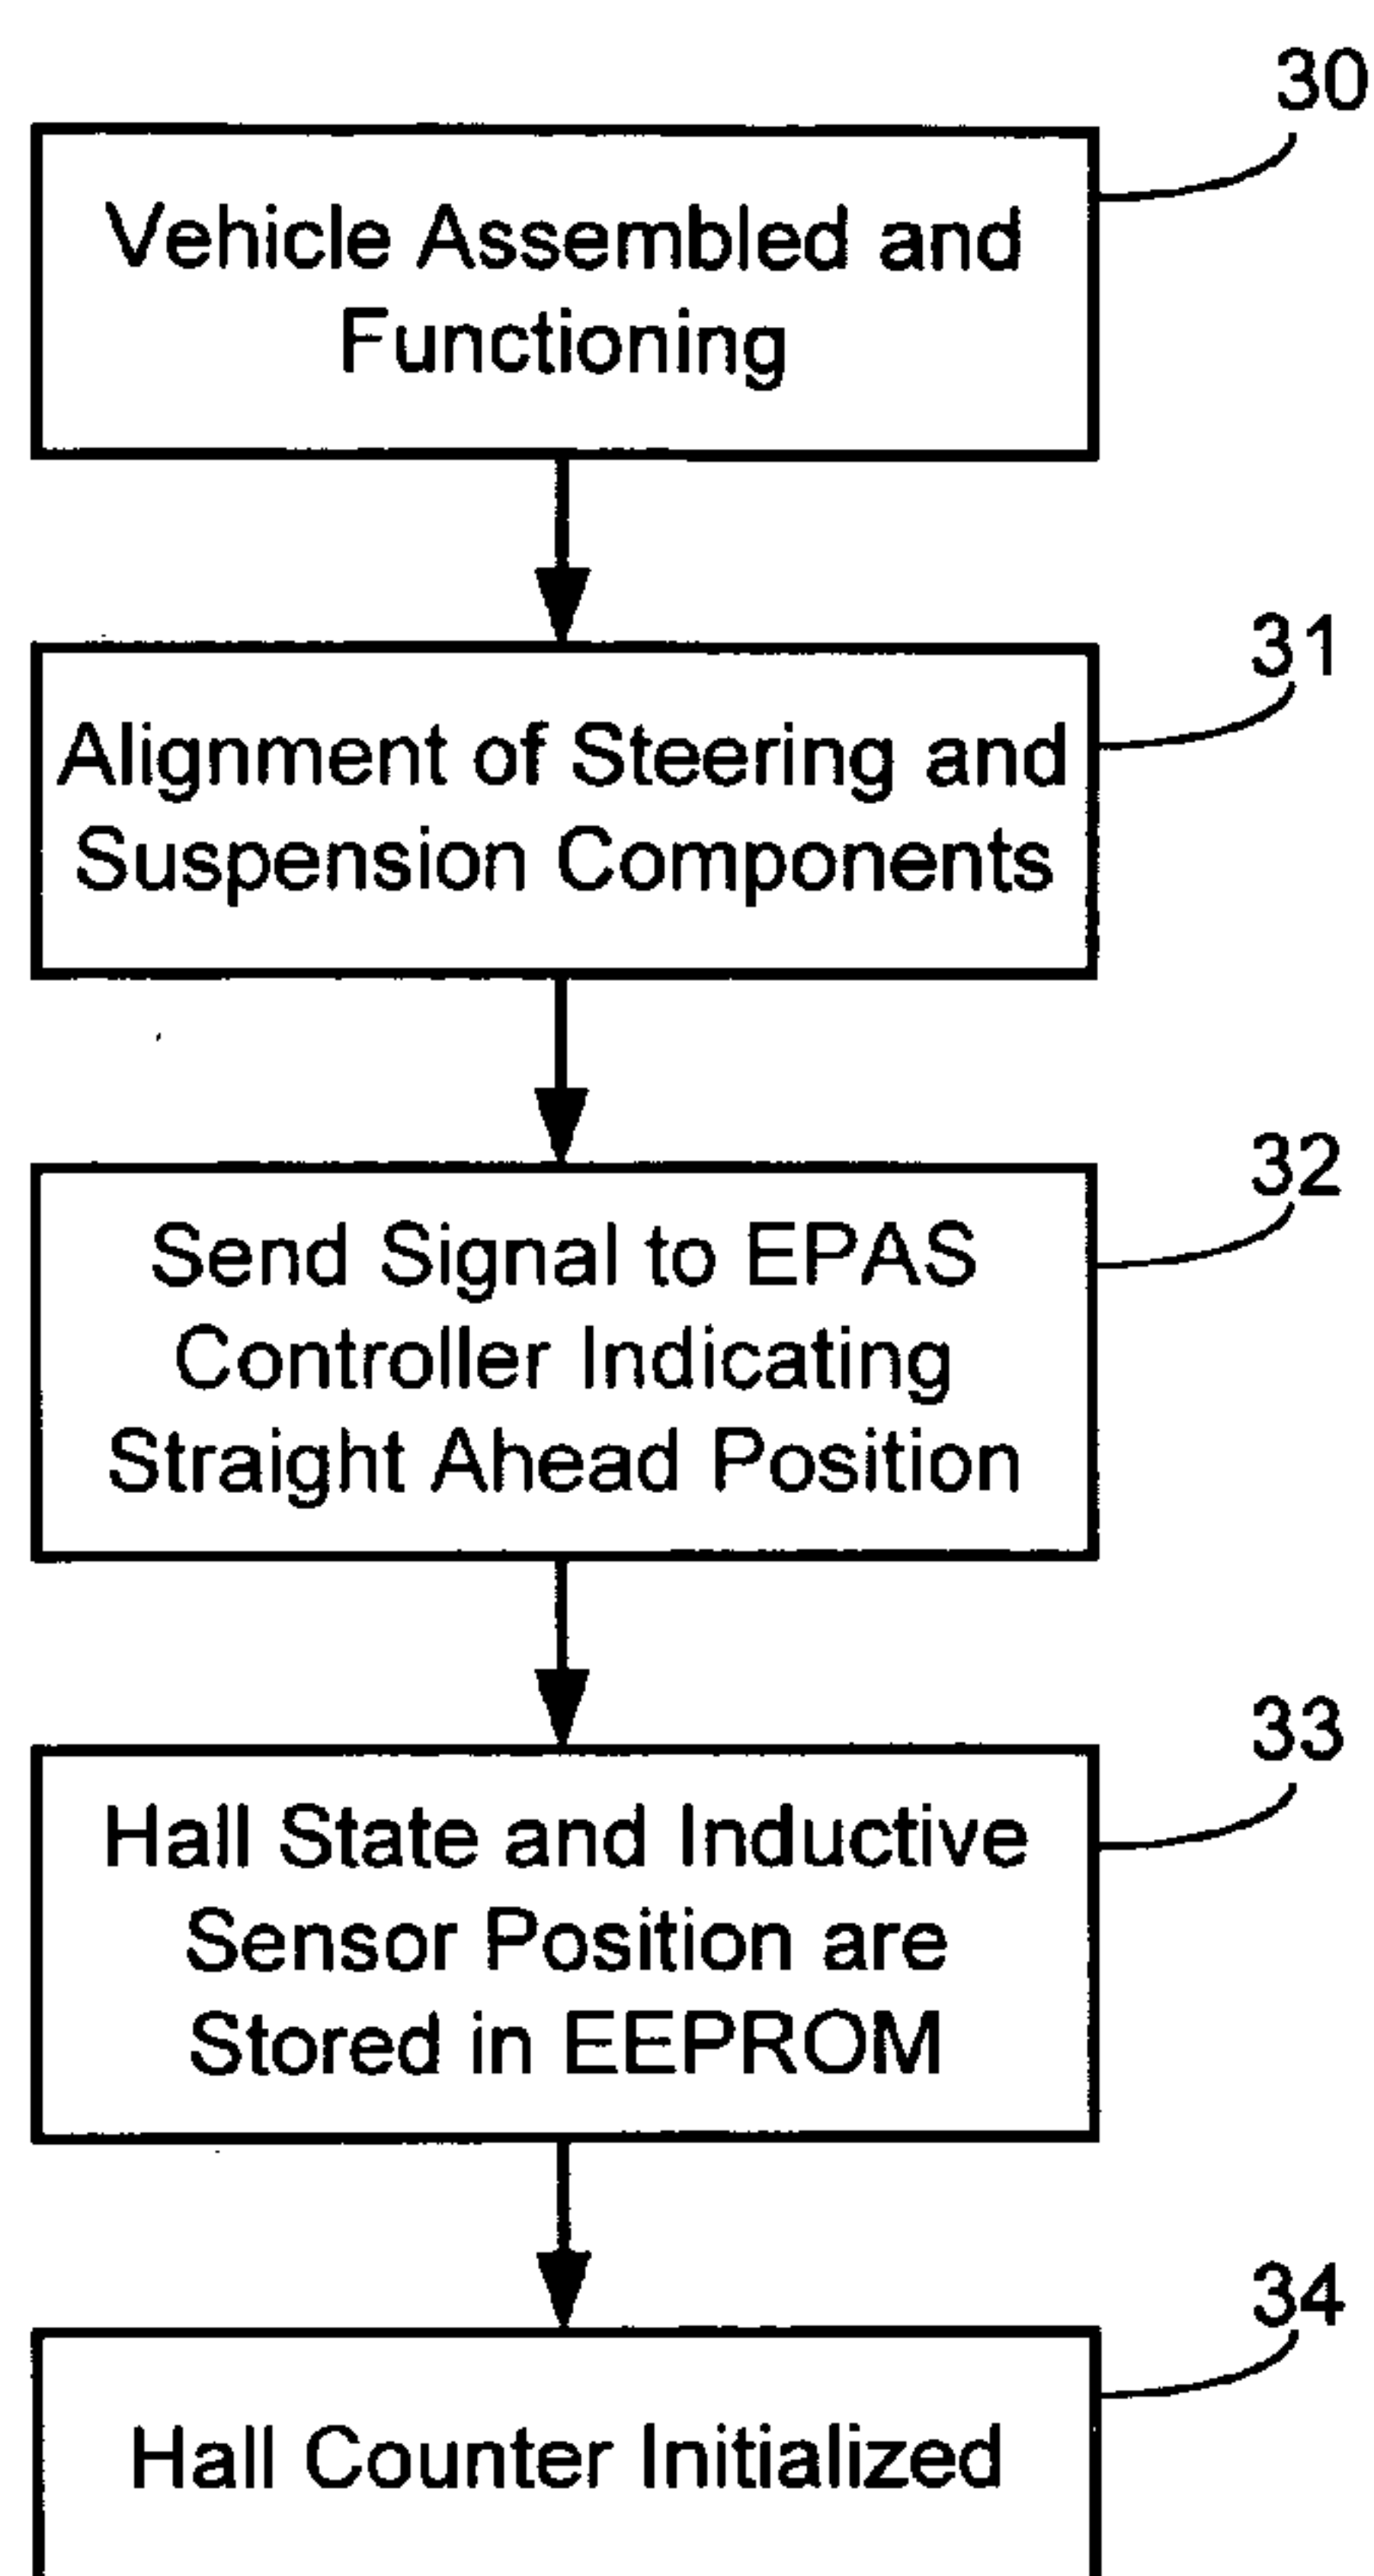 30
Vehicle Assembled and
Functioning
31
Alignment of Steering and
Suspension Components
32
Send Signal to EPAS
Controller Indicating
Straight Ahead Position
33
Hall State and Inductive
Sensor Position are
Stored in EEPROM
34
Hall Counter Initialized